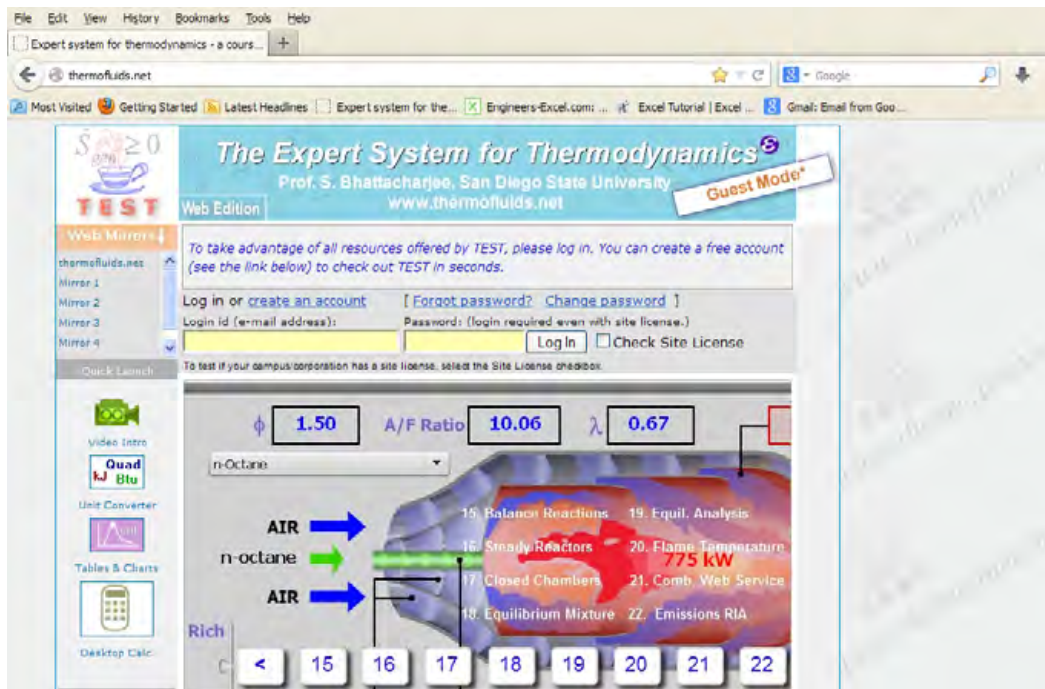 File Edit View History Bookmarks Tools Help
Expert system for thermodynamics - a cours... +
thermofluids.net
Google
Most Visited Getting Started Latest Headlines Expert system for the... Engineers-Excel.com: ... Excel Tutorial | Excel ... Gmail: Email from Goo...
Ṡgen ≥ 0
TEST
The Expert System for Thermodynamics
Prof. S. Bhattacharjee, San Diego State University
www.thermofluids.net
Web Edition
Guest Mode*
Web Mirrors
thermofluids.net
Mirror 1
Mirror 2
Mirror 3
Mirror 4
To take advantage of all resources offered by TEST, please log in. You can create a free account
(see the link below) to check out TEST in seconds.
Log in or create an account [ Forgot password? Change password ]
Login id (e-mail address): Password: (login required even with site license.)
Log In Check Site License
To test if your campus/corporation has a site license, select the Site License checkbox.
Quick Launch
Video Intro
Quad
kJ Btu
Unit Converter
Tables & Charts
Desktop Calc
ϕ 1.50 A/F Ratio 10.06 λ 0.67
n-Octane
AIR
n-octane
AIR
15. Balance Reactions 19. Equil. Analysis
16. Steady Reactors 20. Flame Temperature
775 kW
17. Closed Chambers 21. Comb. Web Service
18. Equilibrium Mixture 22. Emissions RIA
Rich
C
< 15 16 17 18 19 20 21 22